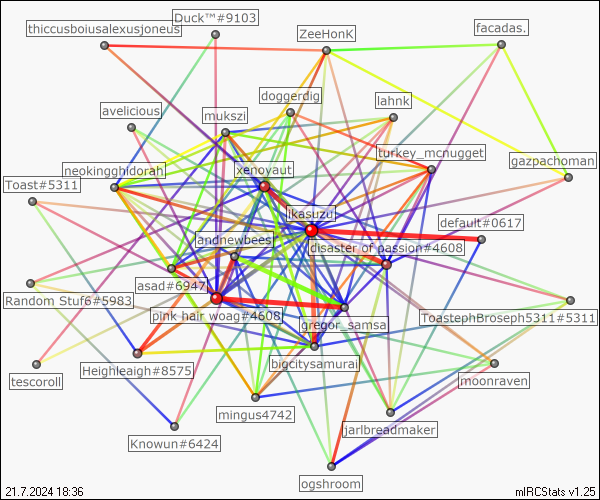 Duck™#9103
thiccusboiusalexusjoneus
facadas.
ZeeHonK
doggerdig
lahnk
avelicious
mukszi
turkey_mcnugget
gazpachoman
neokingghidorah
xenoyaut
Toast#5311
ikasuzu
default#0617
landnewbeest
disaster of passion#4608
asad#6947
Random Stuf6#5983
pink hair woag#4608
ToastephBroseph5311#5311
gregor_samsa
bigcitysamurai
Heighleaigh#8575
tescoroll
moonraven
mingus4742
jarlbreadmaker
Knowun#6424
ogshroom
21.7.2024 18:36
mIRCStats v1.25